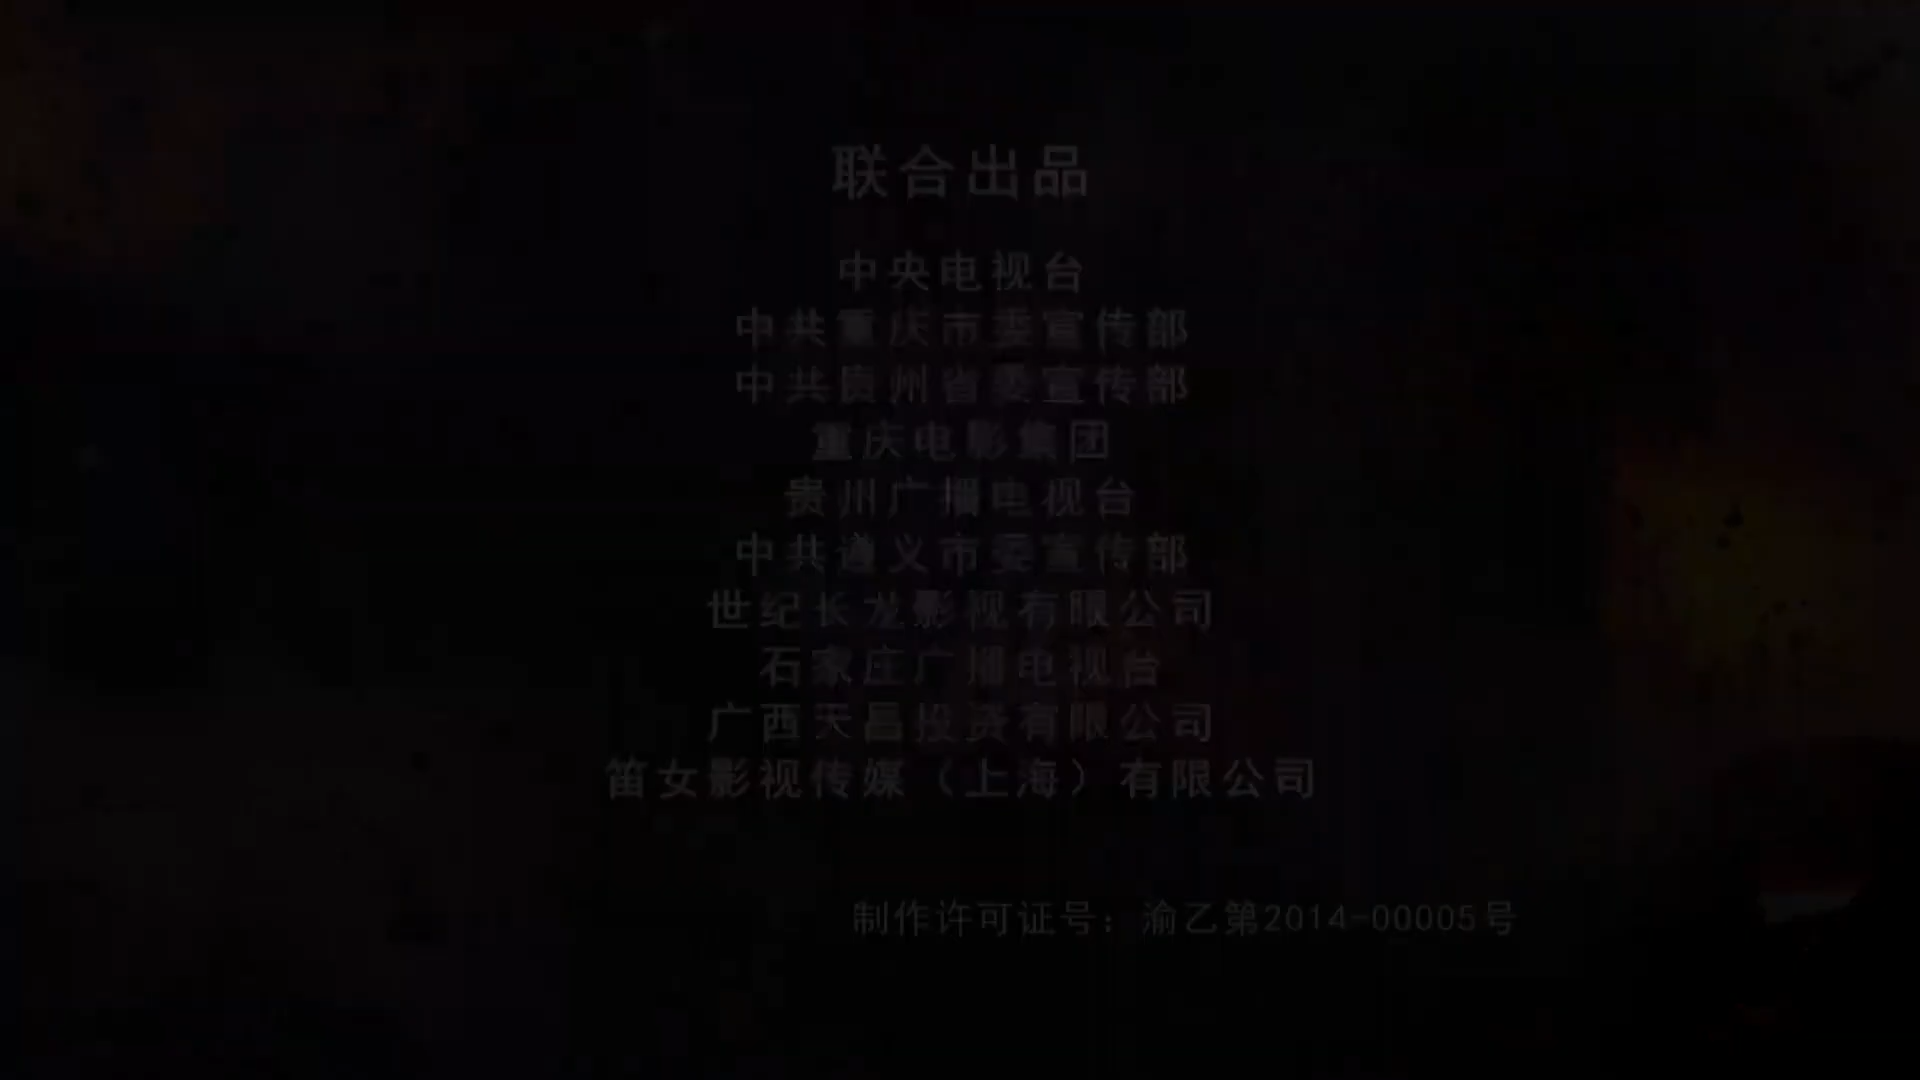 联合出品
中央电视台
中共重庆市委宣传部
中共贵州省委宣传部
重庆电影集团
贵州广播电视台
中共遵义市委宣传部
世纪长龙影视有限公司
石家庄广播电视台
广西天昌投资有限公司
笛女影视传媒（上海）有限公司
制作许可证号：渝乙第2014-00005号